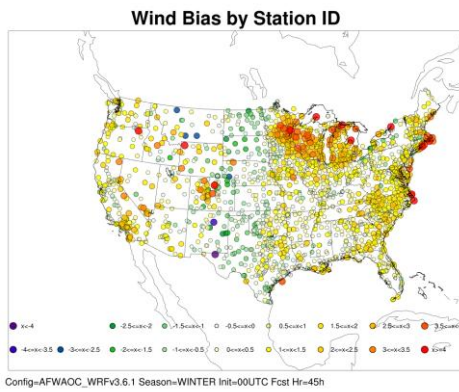 Wind Bias by Station ID
x<-4 -2.5<=x<-2 -1.5<=x<-1 -0.5<=x<0 0.5<=x<1 1.5<=x<2 2.5<=x<3 3.5<=x<4
-4<=x<-3.5 -3<=x<-2.5 -2<=x<-1.5 -1<=x<-0.5 0<=x<0.5 1<=x<1.5 2<=x<2.5 3<=x<3.5 x>=4
Config=AFWAOC_WRFv3.6.1 Season=WINTER Init=00UTC Fcst Hr=45h